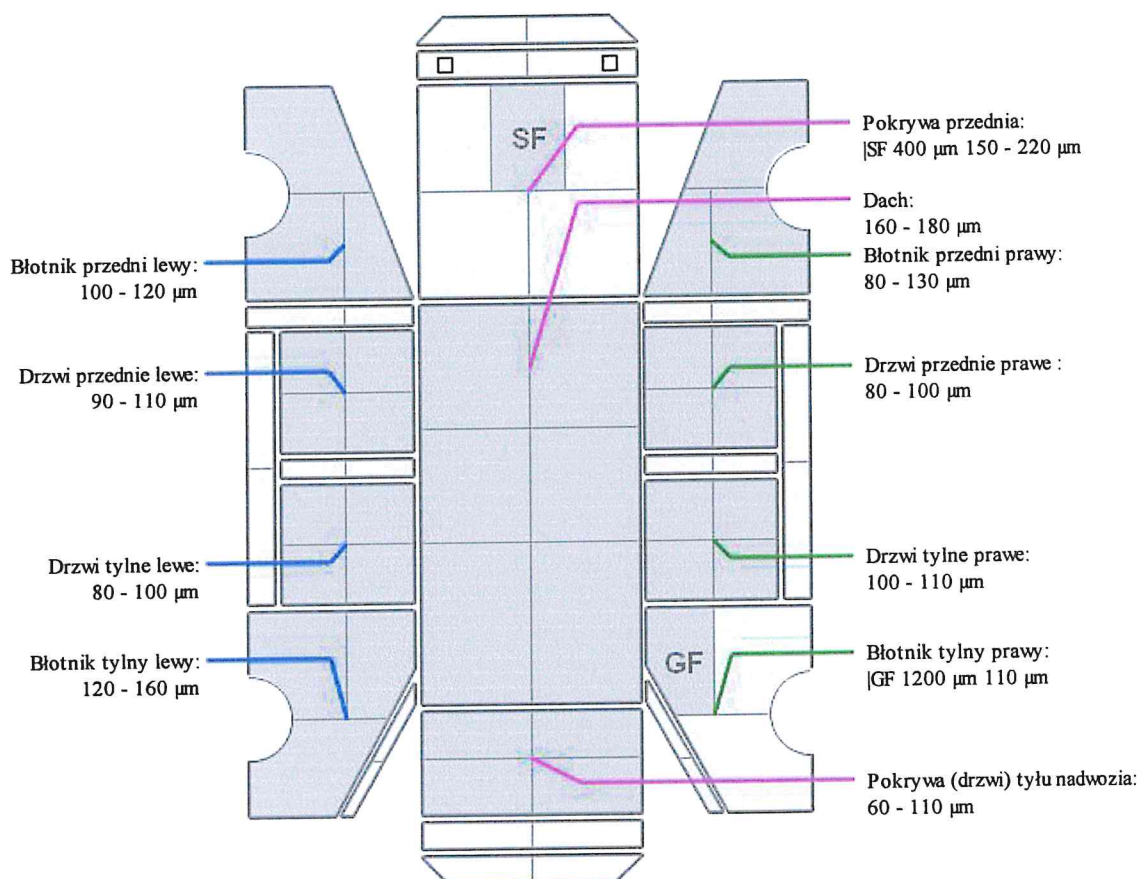 SF
Pokrywa przednia:
|SF 400 µm 150 - 220 µm
Dach:
160 - 180 µm
Błotnik przedni lewy:
100 - 120 µm
Błotnik przedni prawy:
80 - 130 µm
Drzwi przednie lewe:
90 - 110 µm
Drzwi przednie prawe :
80 - 100 µm
Drzwi tylne lewe:
80 - 100 µm
Drzwi tylne prawe:
100 - 110 µm
Błotnik tylny lewy:
120 - 160 µm
GF
Błotnik tylny prawy:
|GF 1200 µm 110 µm
Pokrywa (drzwi) tyłu nadwozia:
60 - 110 µm